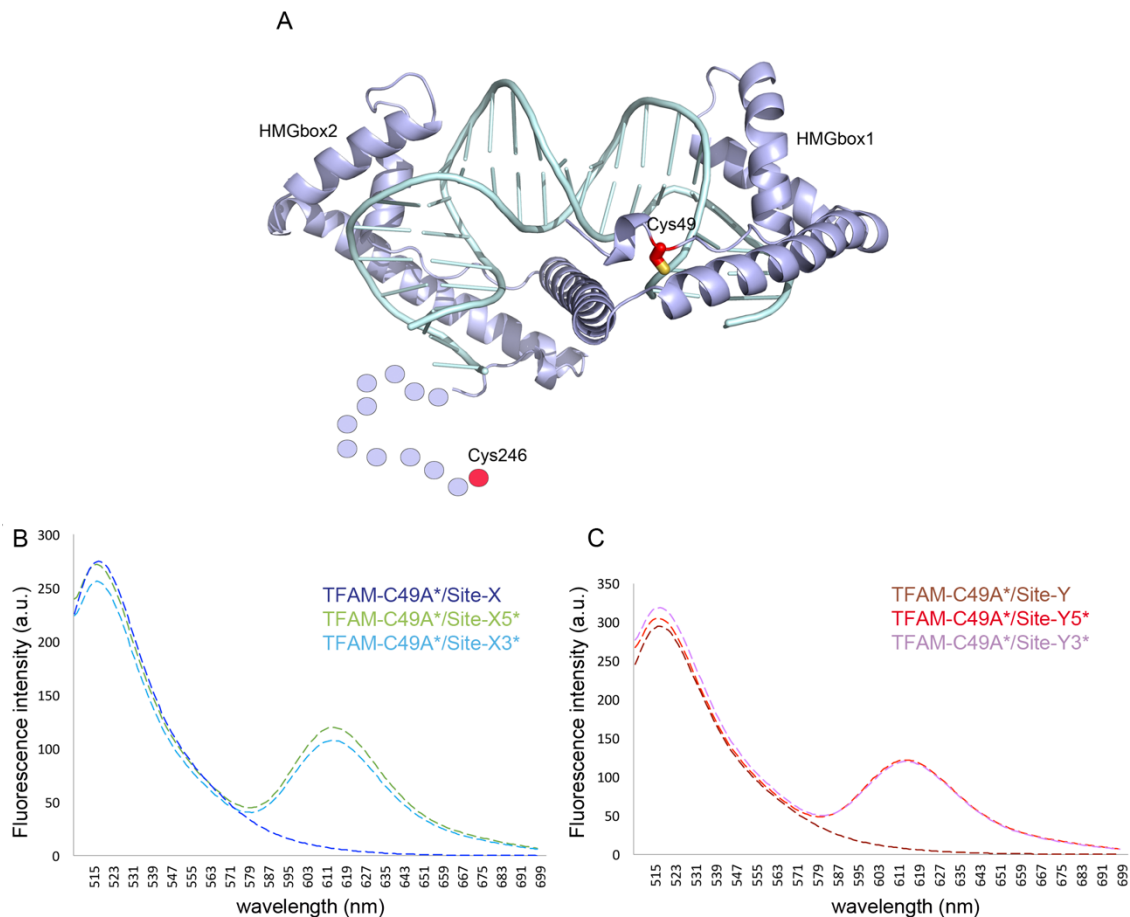 A
HMGbox2
HMGbox1
Cys49
Cys246
B
300
250
200
150
100
50
0
Fluorescence intensity (a.u.)
TFAM-C49A*/Site-X
TFAM-C49A*/Site-X5*
TFAM-C49A*/Site-X3*
515 523 531 539 547 555 563 571 579 587 595 603 611 619 627 635 643 651 659 667 675 683 691 699
wavelength (nm)
C
350
300
250
200
150
100
50
0
Fluorescence intensity (a.u.)
TFAM-C49A*/Site-Y
TFAM-C49A*/Site-Y5*
TFAM-C49A*/Site-Y3*
515 523 531 539 547 555 563 571 579 587 595 603 611 619 627 635 643 651 659 667 675 683 691 699
wavelength (nm)